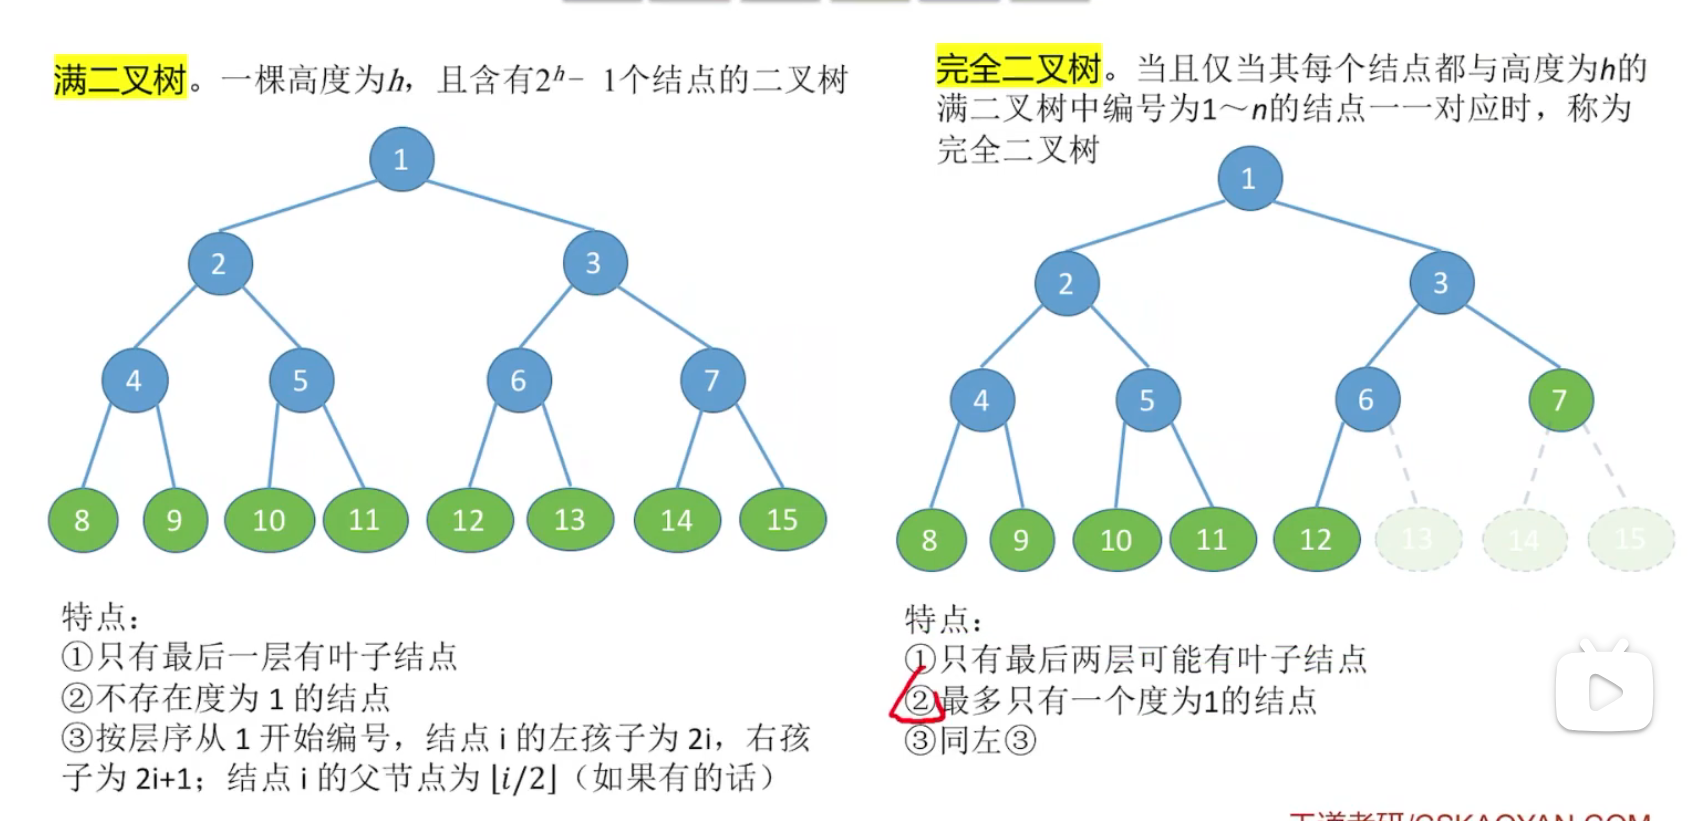 满二叉树。一棵高度为h，且含有2ʰ− 1个结点的二叉树
1
2
3
4
5
6
7
8
9
10
11
12
13
14
15
特点：
①只有最后一层有叶子结点
②不存在度为 1 的结点
③按层序从 1 开始编号，结点 i 的左孩子为 2i，右孩
子为 2i+1；结点 i 的父节点为 ⌊i/2⌋（如果有的话）
完全二叉树。当且仅当其每个结点都与高度为h的
满二叉树中编号为1～n的结点一一对应时，称为
完全二叉树
1
2
3
4
5
6
7
8
9
10
11
12
13
14
15
特点：
①只有最后两层可能有叶子结点
②最多只有一个度为1的结点
③同左③
王道考研/CSKAOYAN.COM